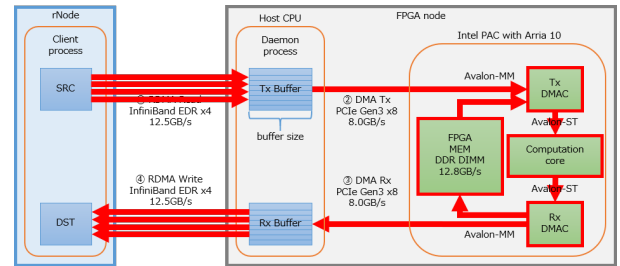 rNode
FPGA node
Client
process
SRC
DST
Host CPU
Daemon
process
Tx Buffer
buffer size
Rx Buffer
① RDMA Read
InfiniBand EDR x4
12.5GB/s
④ RDMA Write
InfiniBand EDR x4
12.5GB/s
② DMA Tx
PCIe Gen3 x8
8.0GB/s
③ DMA Rx
PCIe Gen3 x8
8.0GB/s
Intel PAC with Arria 10
Avalon-MM
Tx
DMAC
Avalon-ST
FPGA
MEM
DDR DIMM
12.8GB/s
Computation
core
Avalon-ST
Rx
DMAC
Avalon-MM